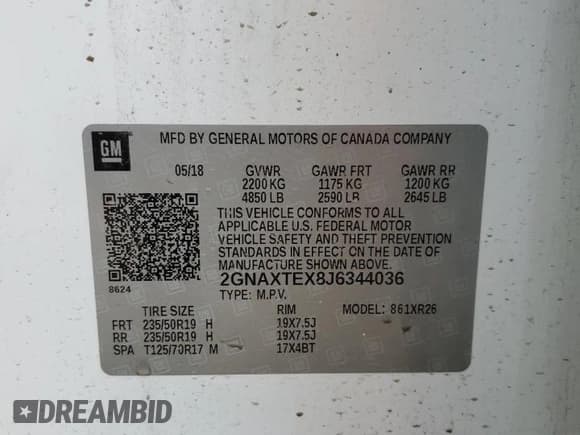 GM
MFD BY GENERAL MOTORS OF CANADA COMPANY
05/18 GVWR GAWR FRT GAWR RR
2200 KG 1175 KG 1200 KG
4850 LB 2590 LB 2645 LB
THIS VEHICLE CONFORMS TO ALL
APPLICABLE U.S. FEDERAL MOTOR
VEHICLE SAFETY AND THEFT PREVENTION
STANDARDS IN EFFECT ON THE DATE OF
MANUFACTURE SHOWN ABOVE.
8624 2GNAXTEX8J6344036
TYPE: M.P.V.
TIRE SIZE RIM MODEL: 861XR26
FRT 235/50R19 H 19X7.5J
RR 235/50R19 H 19X7.5J
SPA T125/70R17 M 17X4BT
DREAMBID